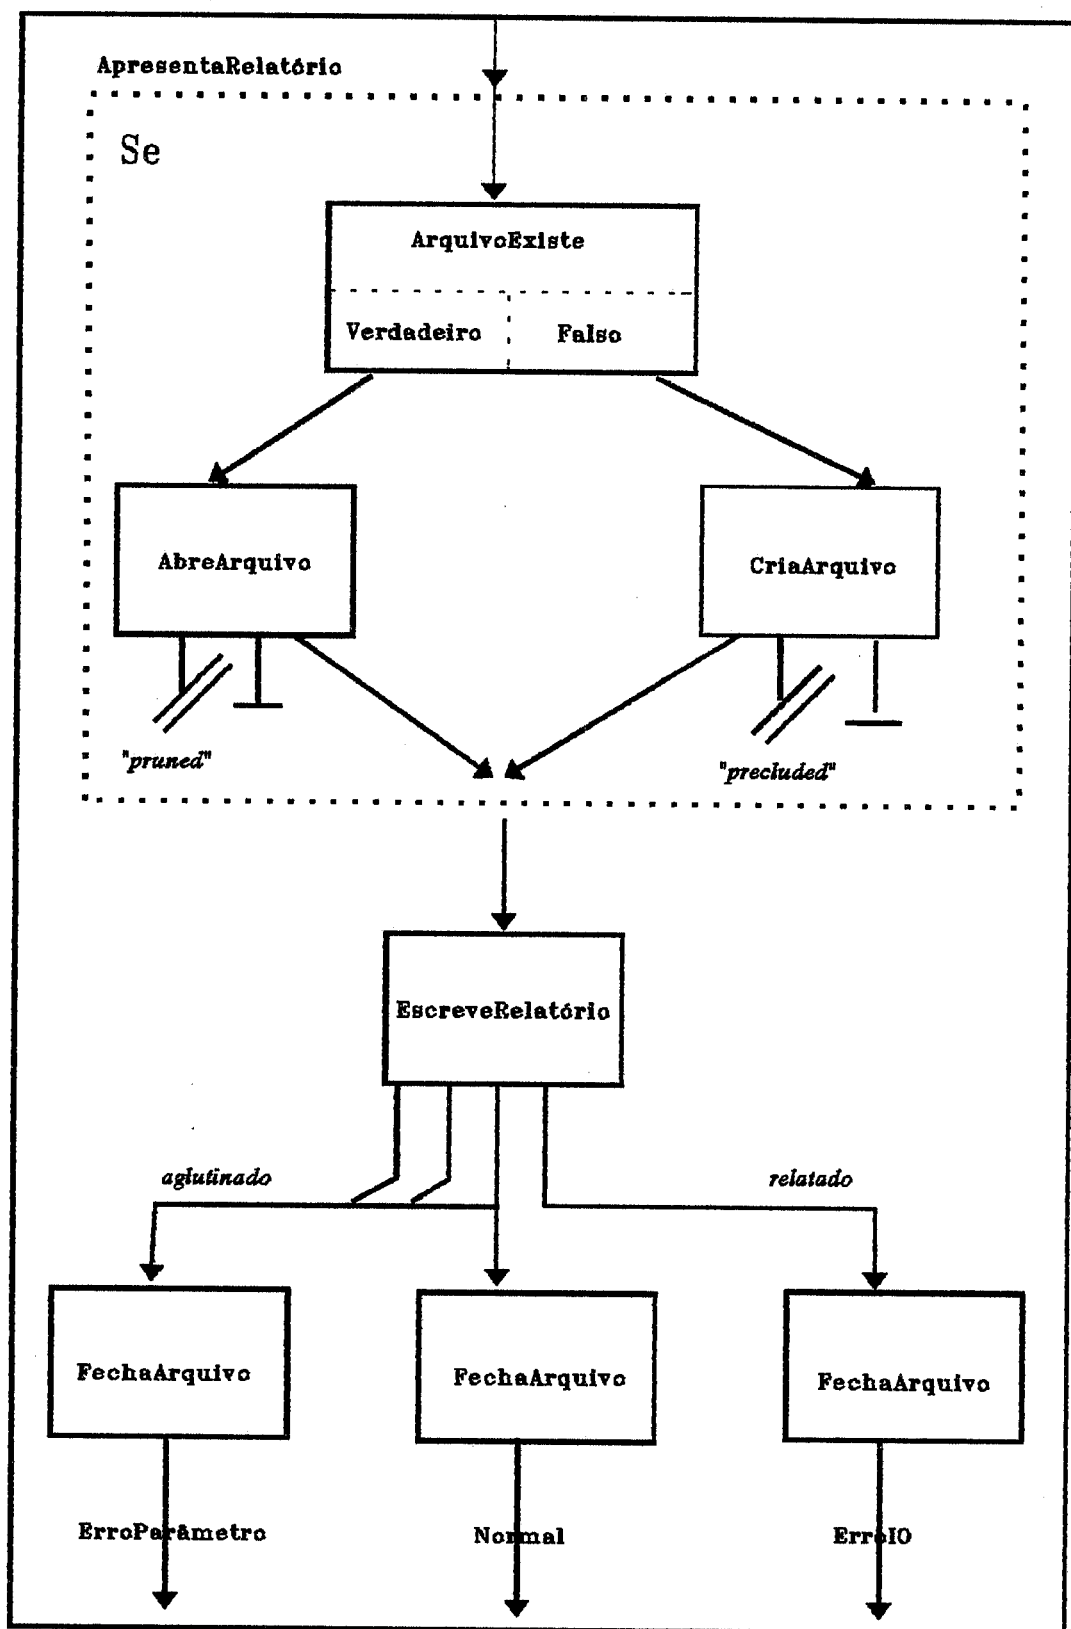 ApresentaRelatório
Se
ArquivoExiste
Verdadeiro
Falso
AbreArquivo
CriaArquivo
"pruned"
"precluded"
EscreveRelatório
aglutinado
relatado
FechaArquivo
FechaArquivo
FechaArquivo
ErroParâmetro
Normal
ErroIO